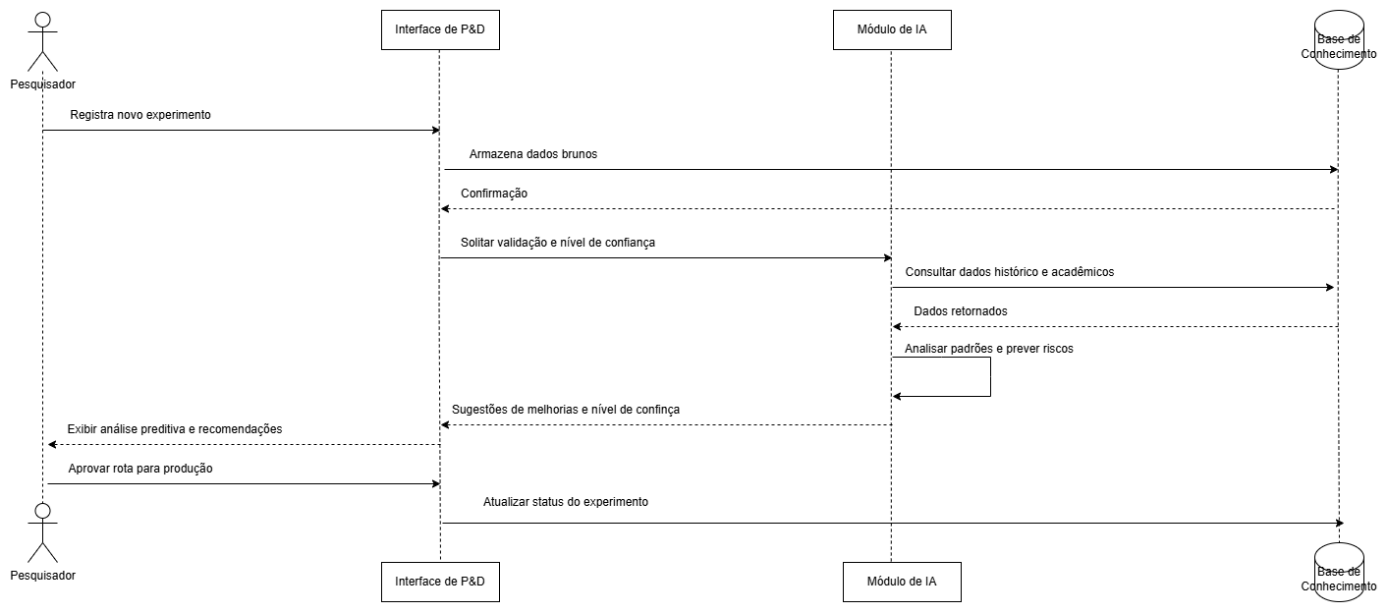 Pesquisador
Interface de P&D
Módulo de IA
Base de
Conhecimento
Registra novo experimento
Armazena dados brunos
Confirmação
Solitar validação e nível de confiança
Consultar dados histórico e acadêmicos
Dados retornados
Analisar padrões e prever riscos
Sugestões de melhorias e nível de confinça
Exibir análise preditiva e recomendações
Aprovar rota para produção
Atualizar status do experimento
Pesquisador
Interface de P&D
Módulo de IA
Base de
Conhecimento